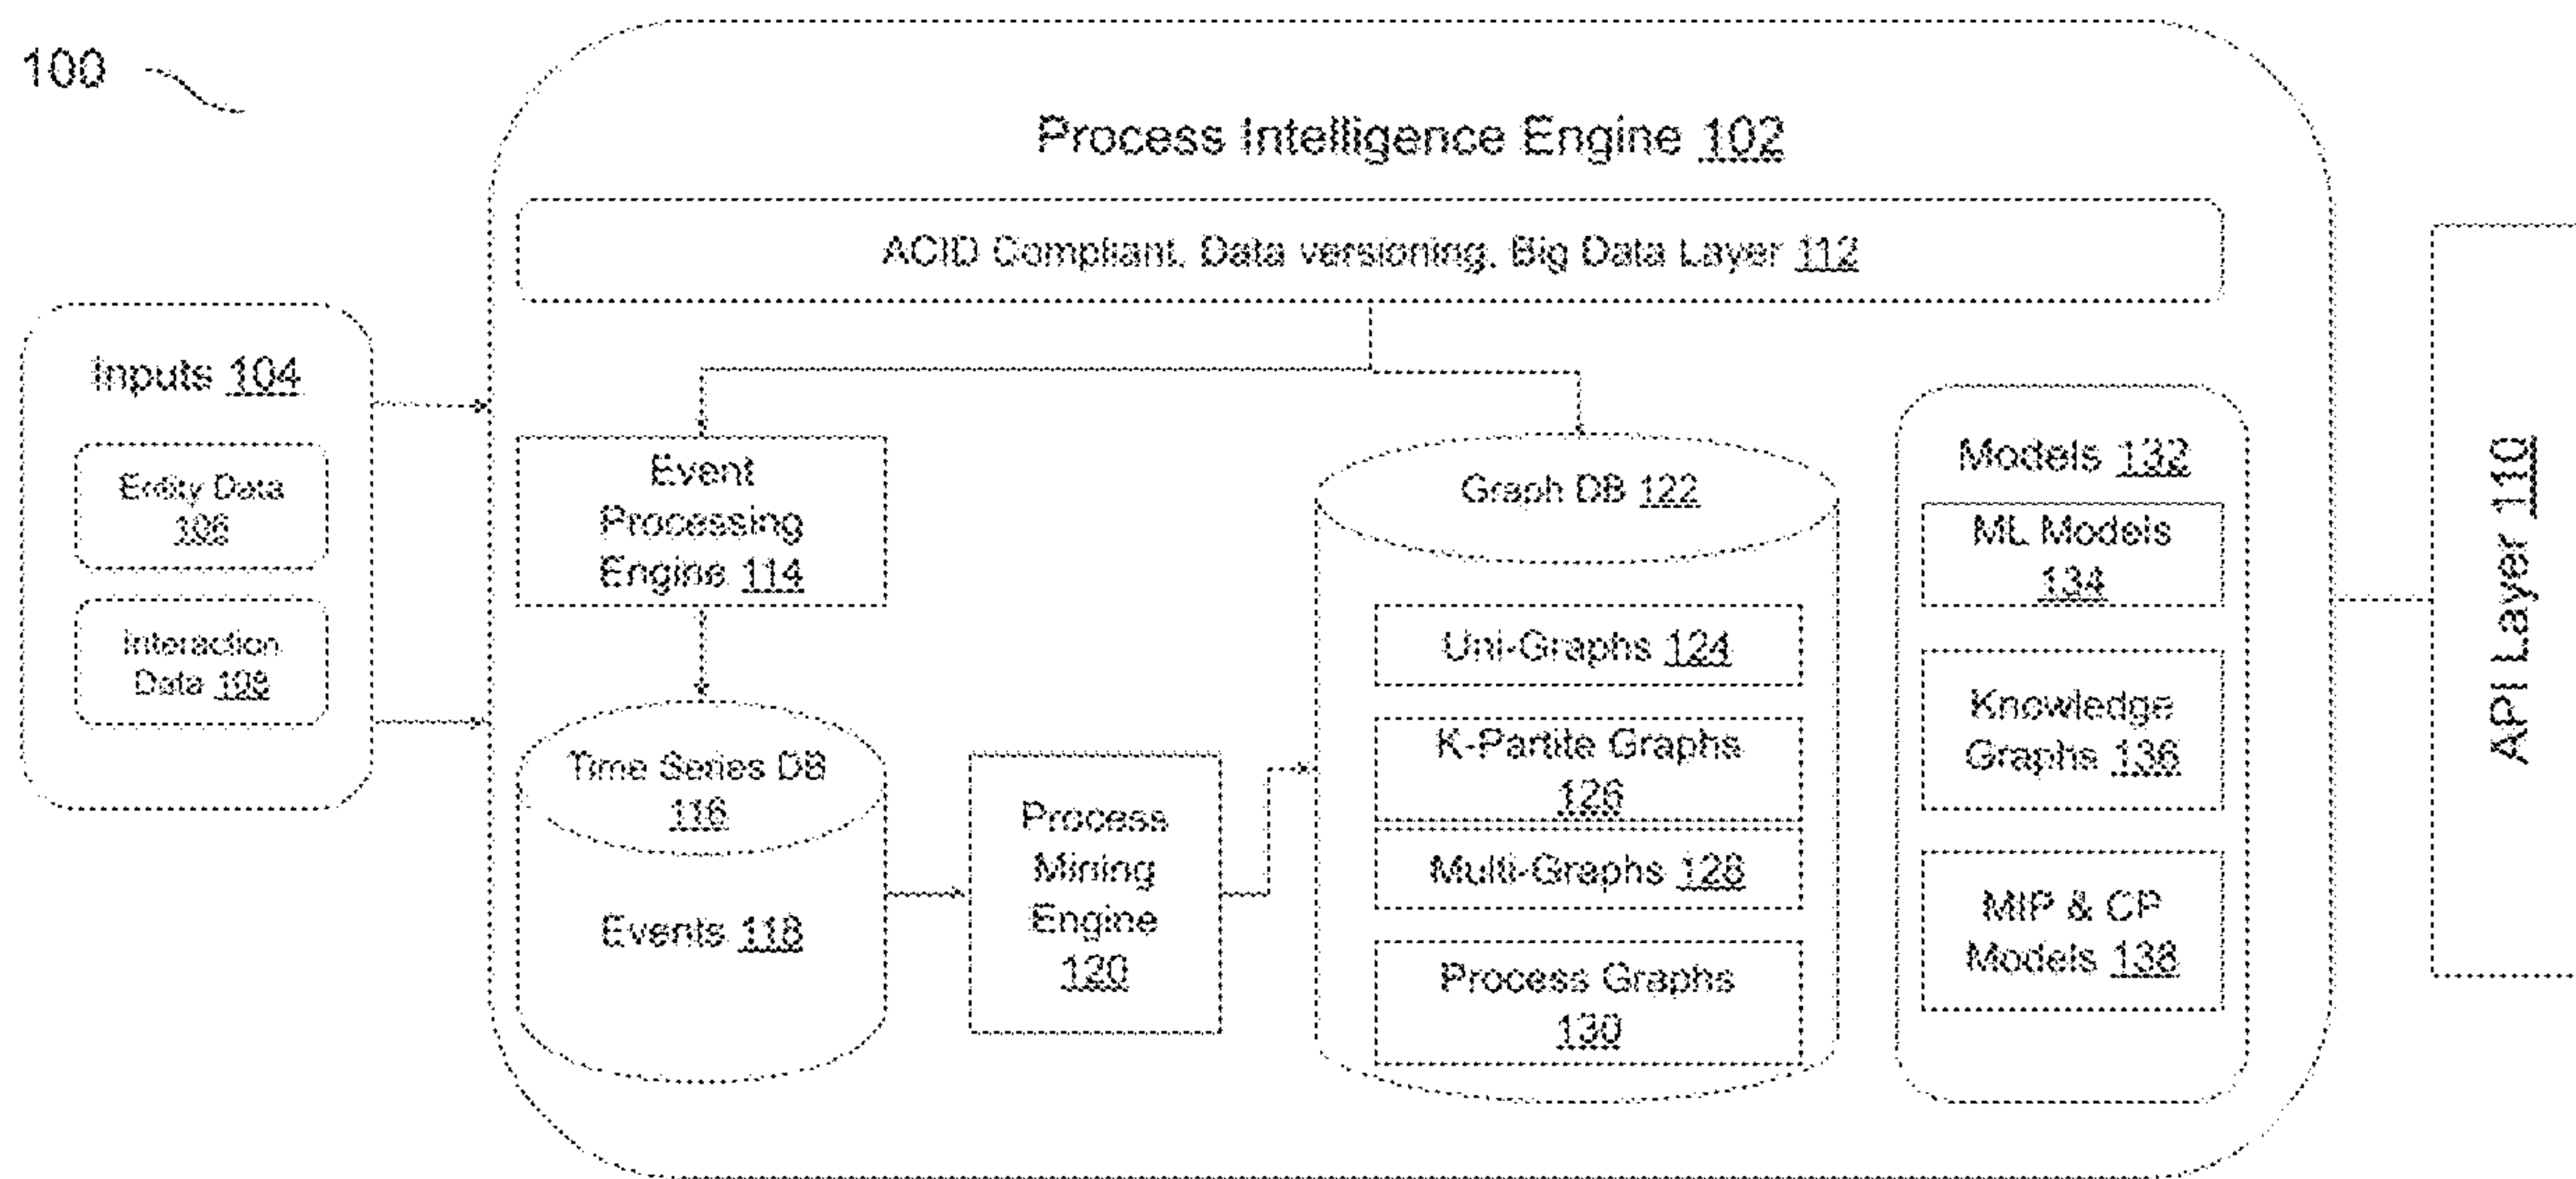 100
Process Intelligence Engine 102
ACID Compliant, Data versioning, Big Data Layer 112
Inputs 104
Entity Data
106
Interaction
Data 108
Event
Processing
Engine 114
Time Series DB
116
Events 118
Process
Mining
Engine
120
Graph DB 122
Uni-Graphs 124
K-Partite Graphs
126
Multi-Graphs 128
Process Graphs
130
Models 132
ML Models
134
Knowledge
Graphs 136
MIP & CP
Models 138
API Layer 110